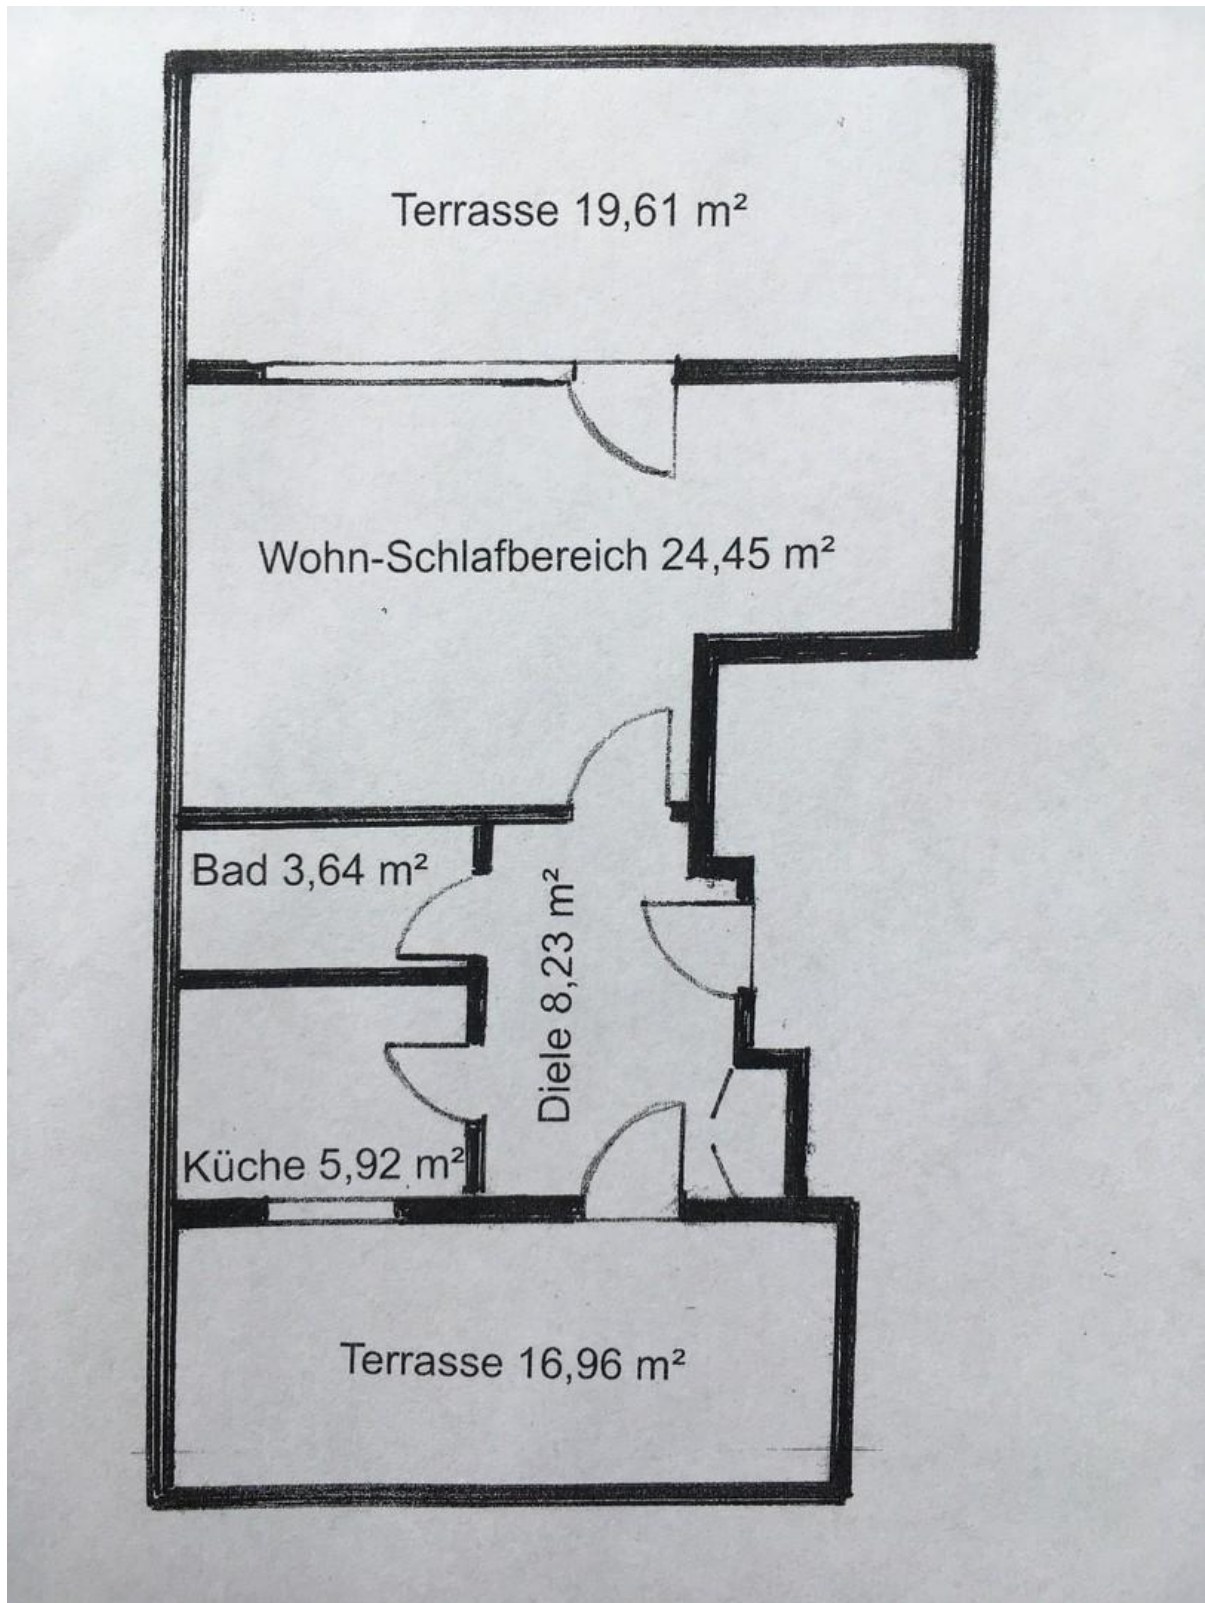 Terrasse 19,61 m²
Wohn-Schlafbereich 24,45 m²
Bad 3,64 m²
Diele 8,23 m²
Küche 5,92 m²
Terrasse 16,96 m²